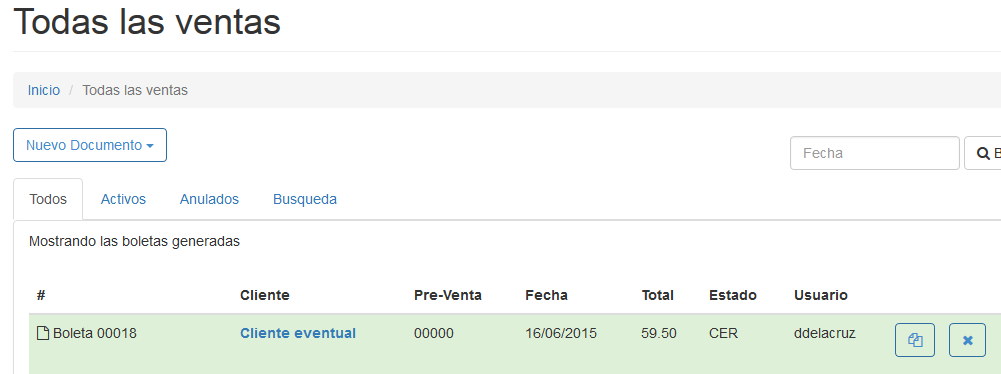 Todas las ventas
Inicio / Todas las ventas
Nuevo Documento
Fecha
B
Todos Activos Anulados Busqueda
Mostrando las boletas generadas
# Cliente Pre-Venta Fecha Total Estado Usuario
Boleta 00018 Cliente eventual 00000 16/06/2015 59.50 CER ddelacruz